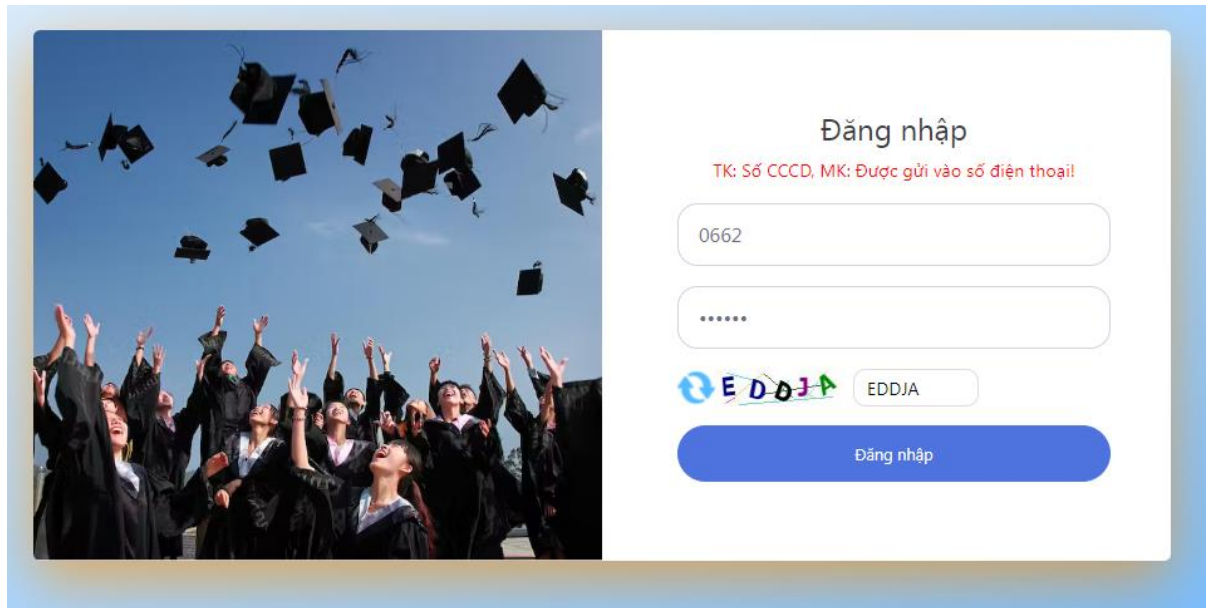 Đăng nhập
TK: Số CCCD, MK: Được gửi vào số điện thoại!
0662
••••••
EDDJA EDDJA
Đăng nhập